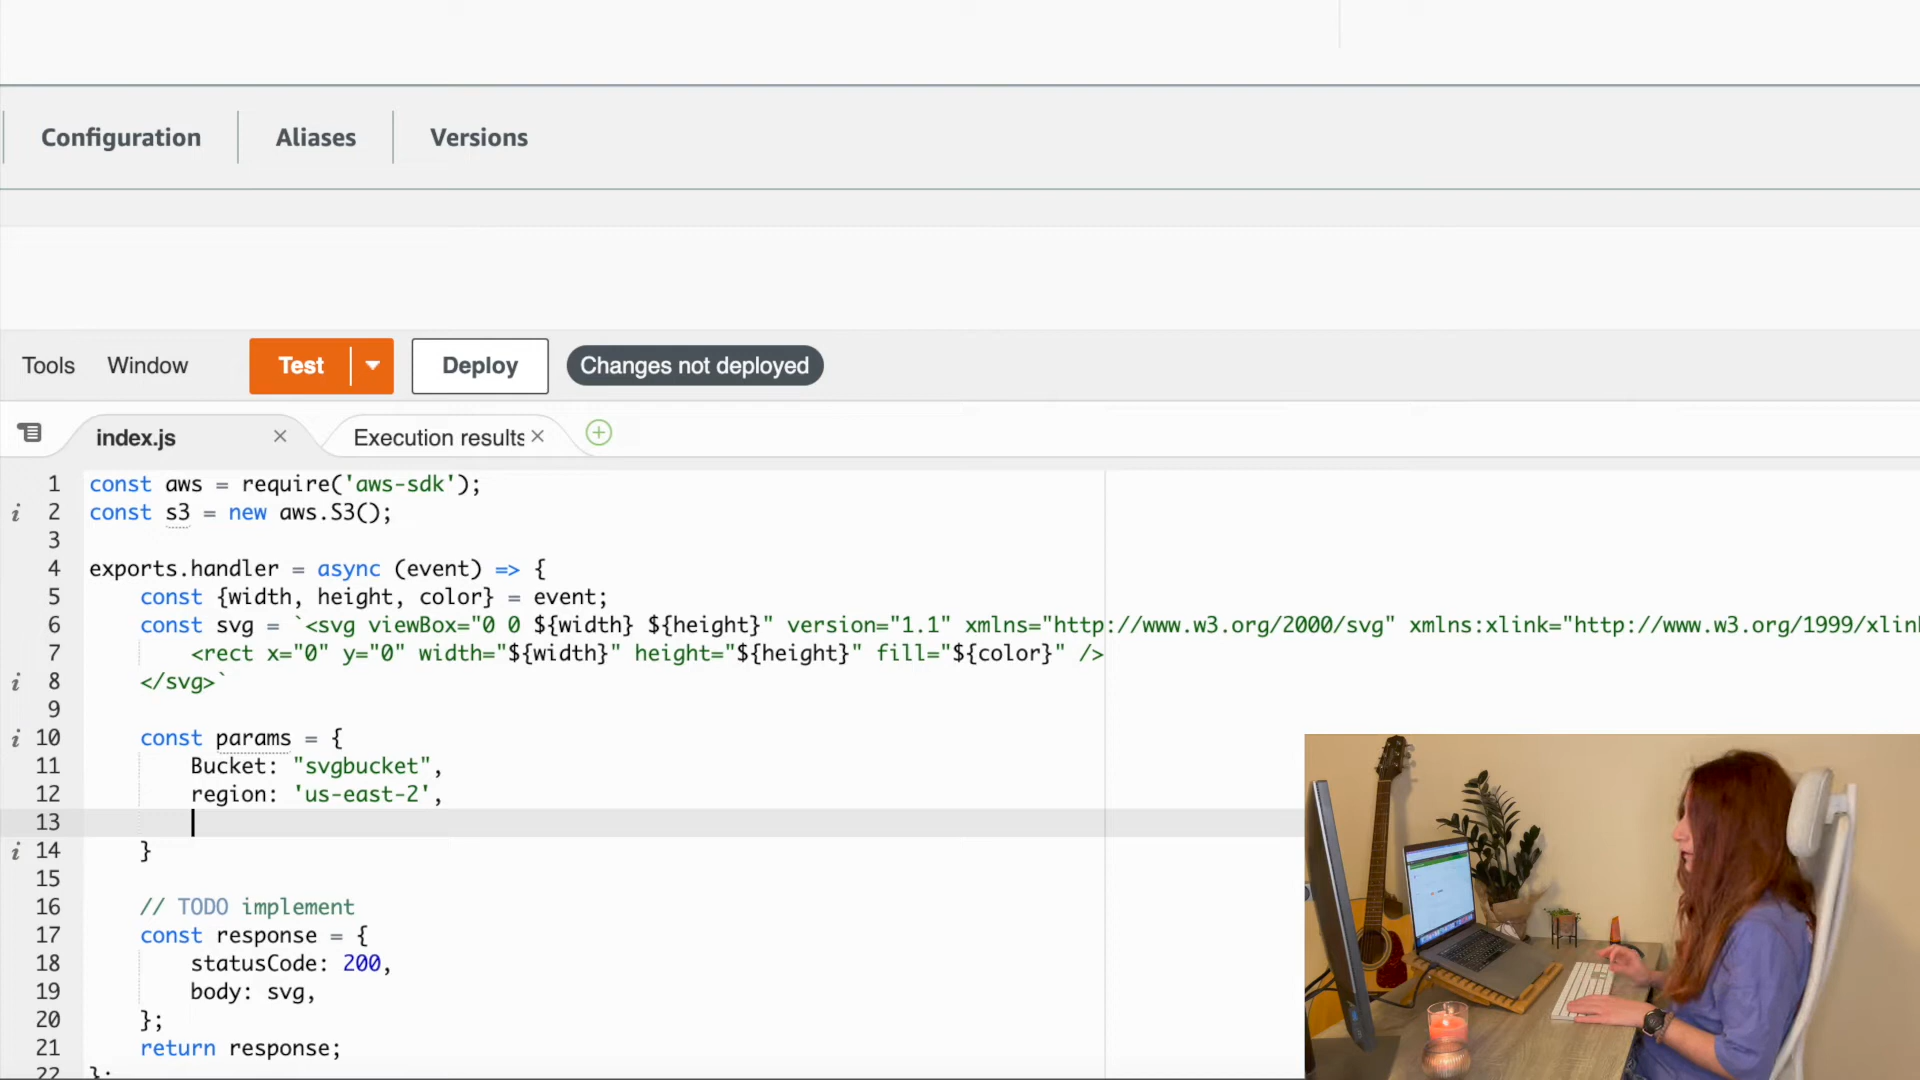 Configuration
Aliases
Versions
Tools
Window
Test
Deploy
Changes not deployed
index.js
Execution results
1 const aws = require('aws-sdk');
i 2 const s3 = new aws.S3();
3
4 exports.handler = async (event) => {
5 const {width, height, color} = event;
6 const svg = `<svg viewBox="0 0 ${width} ${height}" version="1.1" xmlns="http://www.w3.org/2000/svg" xmlns:xlink="http://www.w3.org/1999/xlin
7 <rect x="0" y="0" width="${width}" height="${height}" fill="${color}" />
i 8 </svg>`
9
i 10 const params = {
11 Bucket: "svgbucket",
12 region: 'us-east-2',
13
i 14 }
15
16 // TODO implement
17 const response = {
18 statusCode: 200,
19 body: svg,
20 };
21 return response;
22 };